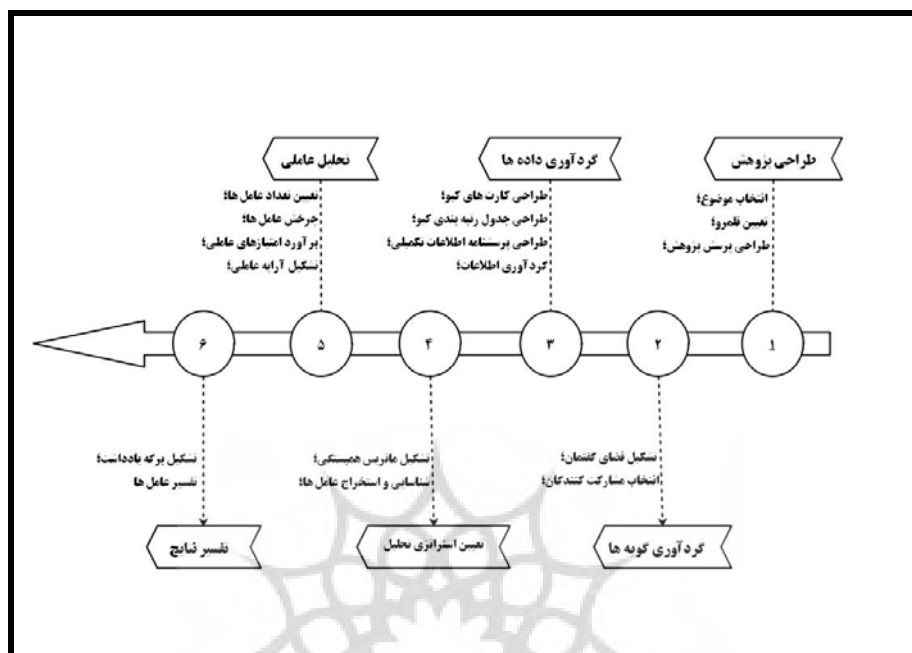 طراحی پژوهش
انتخاب موضوع؛
تعیین قلمرو؛
طراحی پرسش پژوهش؛
گردآوری داده ها
طراحی کارت های کیو؛
طراحی جدول رتبه بندی کیو؛
طراحی پرسشنامه اطلاعات تکمیلی؛
گردآوری اطلاعات؛
تحلیل عاملی
تعیین تعداد عامل ها؛
چرخش عامل ها؛
برآورد امتیازهای عاملی؛
تشکیل آرایه عاملی؛
۱
۲
۳
۴
۵
۶
تشکیل فضای گفتمان؛
انتخاب مشارکت کنندگان؛
گردآوری گویه ها
تشکیل ماتریس همبستگی؛
شناسایی و استخراج عامل ها؛
تعیین استراتژی تحلیل
تشکیل برگه یادداشت؛
تفسیر عامل ها
تفسیر نتایج